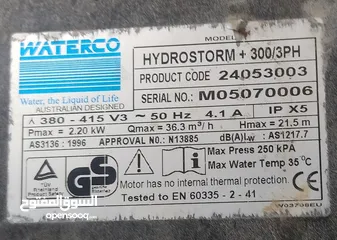 WATERCO
Water, the Liquid of Life
AUSTRALIAN DESIGNED
HYDROSTORM + 300/3PH
PRODUCT CODE 24053003
SERIAL NO.: M05070006
380 - 415 V3 ~ 50 Hz 4.1 A IP X5
Pmax = 2.20 kW Qmax = 36.3 m³/h Hmax = 21.5 m
AS3136 : 1996 APPROVAL NO.: N13885 dB(A)Lw = AS1217.7
Max Press 250 kPA
Max Water Temp 35°C
TÜV
GS
Motor has no internal thermal protection.
Tested to EN 60335 - 2 - 41
السوق المفتوح
opensooq.com